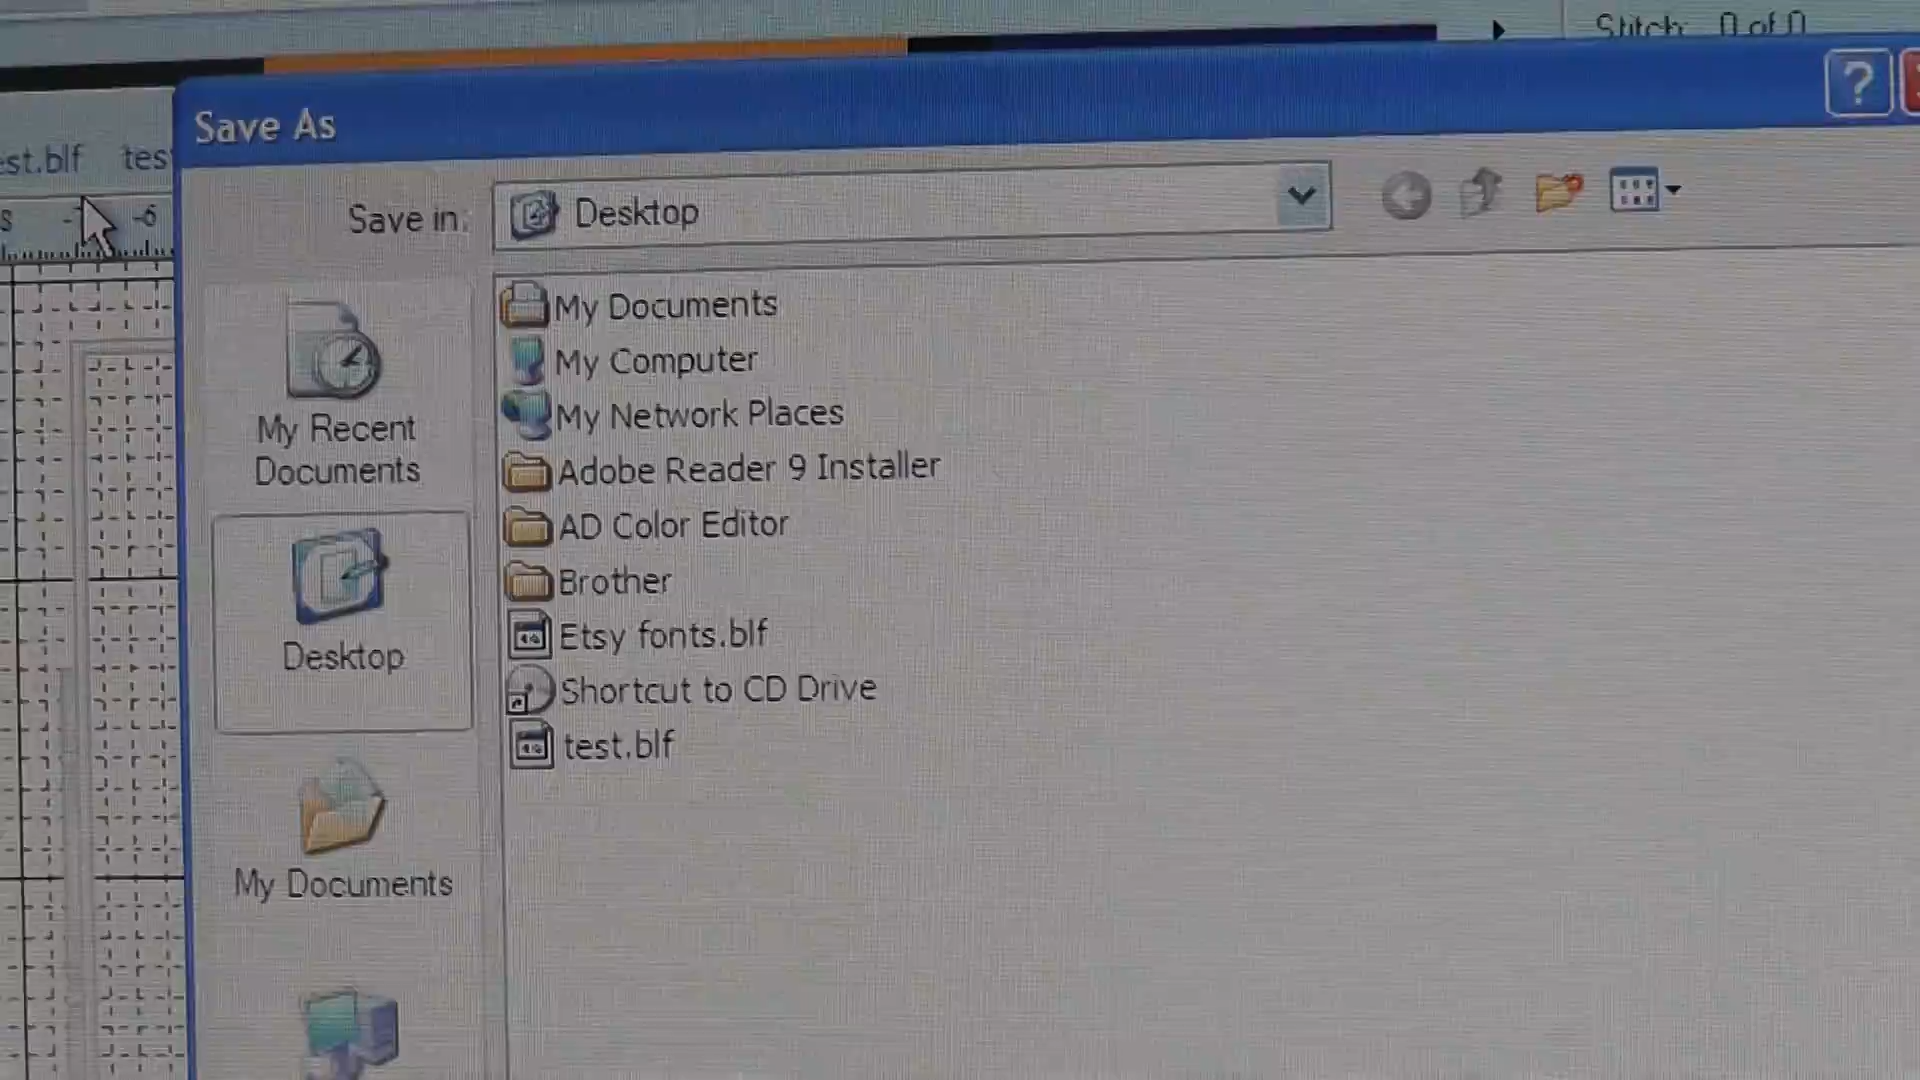 Stitch: 0 of 0
Save As
est.blf tes
Save in: Desktop
S -6
My Documents
My Computer
My Recent
Documents
My Network Places
Adobe Reader 9 Installer
AD Color Editor
Brother
Etsy fonts.blf
Desktop
Shortcut to CD Drive
test.blf
My Documents